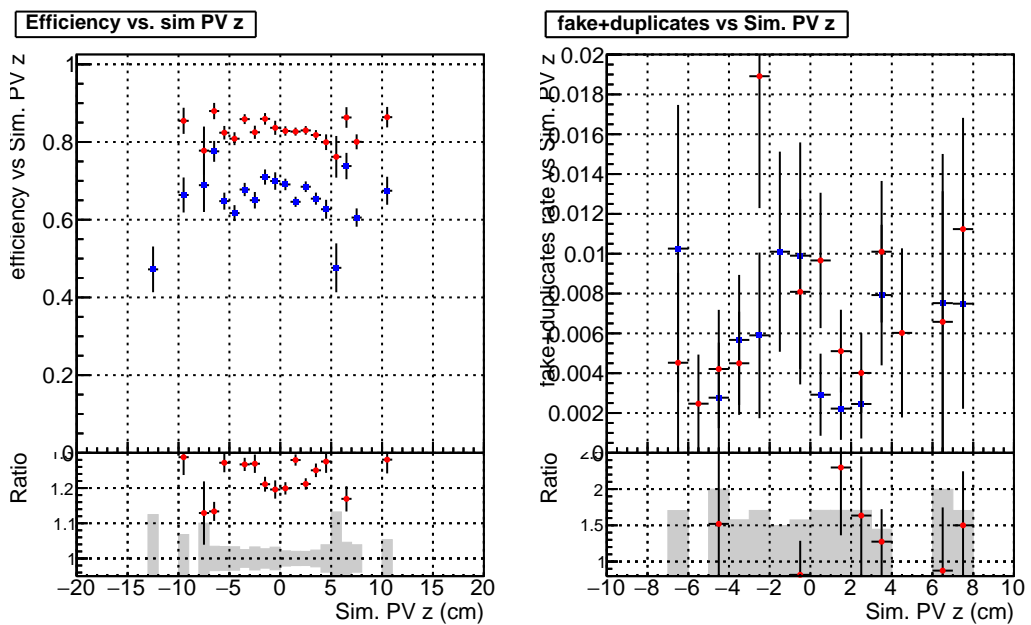 Efficiency vs. sim PV z
efficiency vs Sim. PV z
1
0.8
0.6
0.4
0.2
0
Ratio
1.2
1.1
1
−20 −15 −10 −5 0 5 10 15 20
Sim. PV z (cm)
fake+duplicates vs Sim. PV z
fake+duplicates rate vs Sim. PV z
0.02
0.018
0.016
0.014
0.012
0.01
0.008
0.006
0.004
0.002
0
Ratio
2
1.5
1
−10 −8 −6 −4 −2 0 2 4 6 8 10
Sim. PV z (cm)